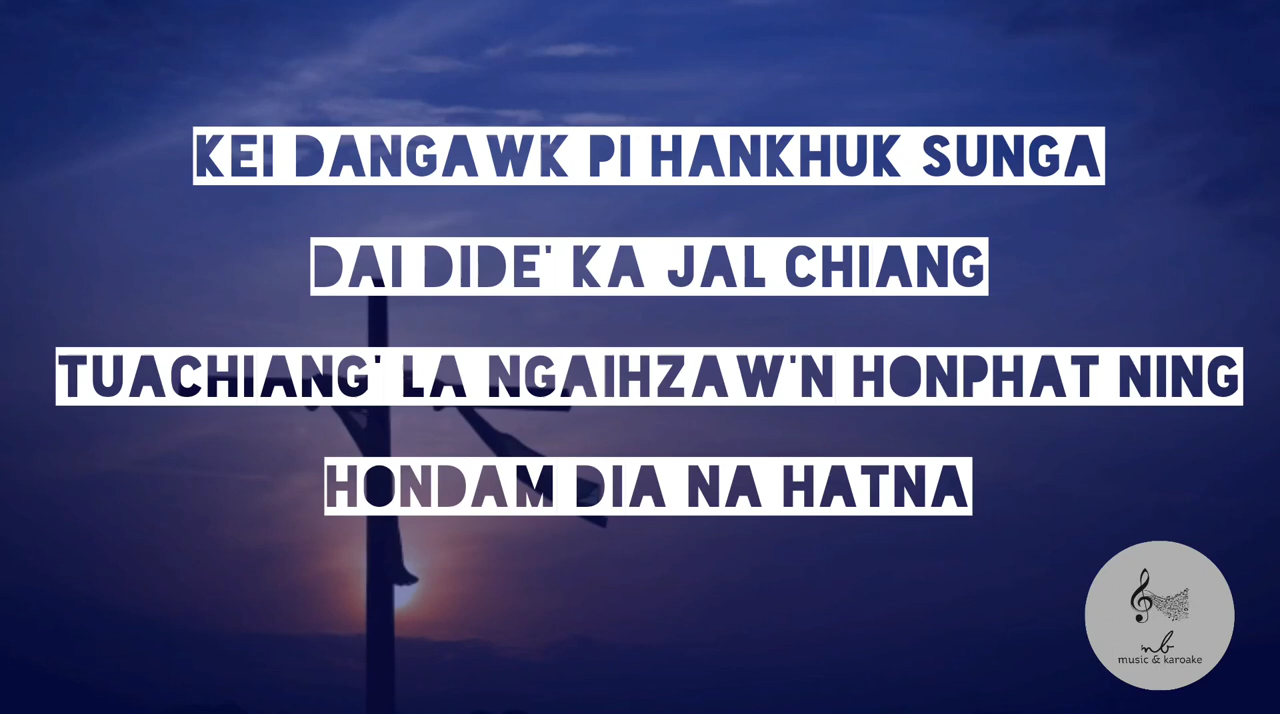 KEI DANGAWK PI HANKHUK SUNGA
DAI DIDE' KA JAL CHIANG
TUACHIANG' LA NGAIHZAW'N HONPHAT NING
HONDAM DIA NA HATNA
nb
music & karoake